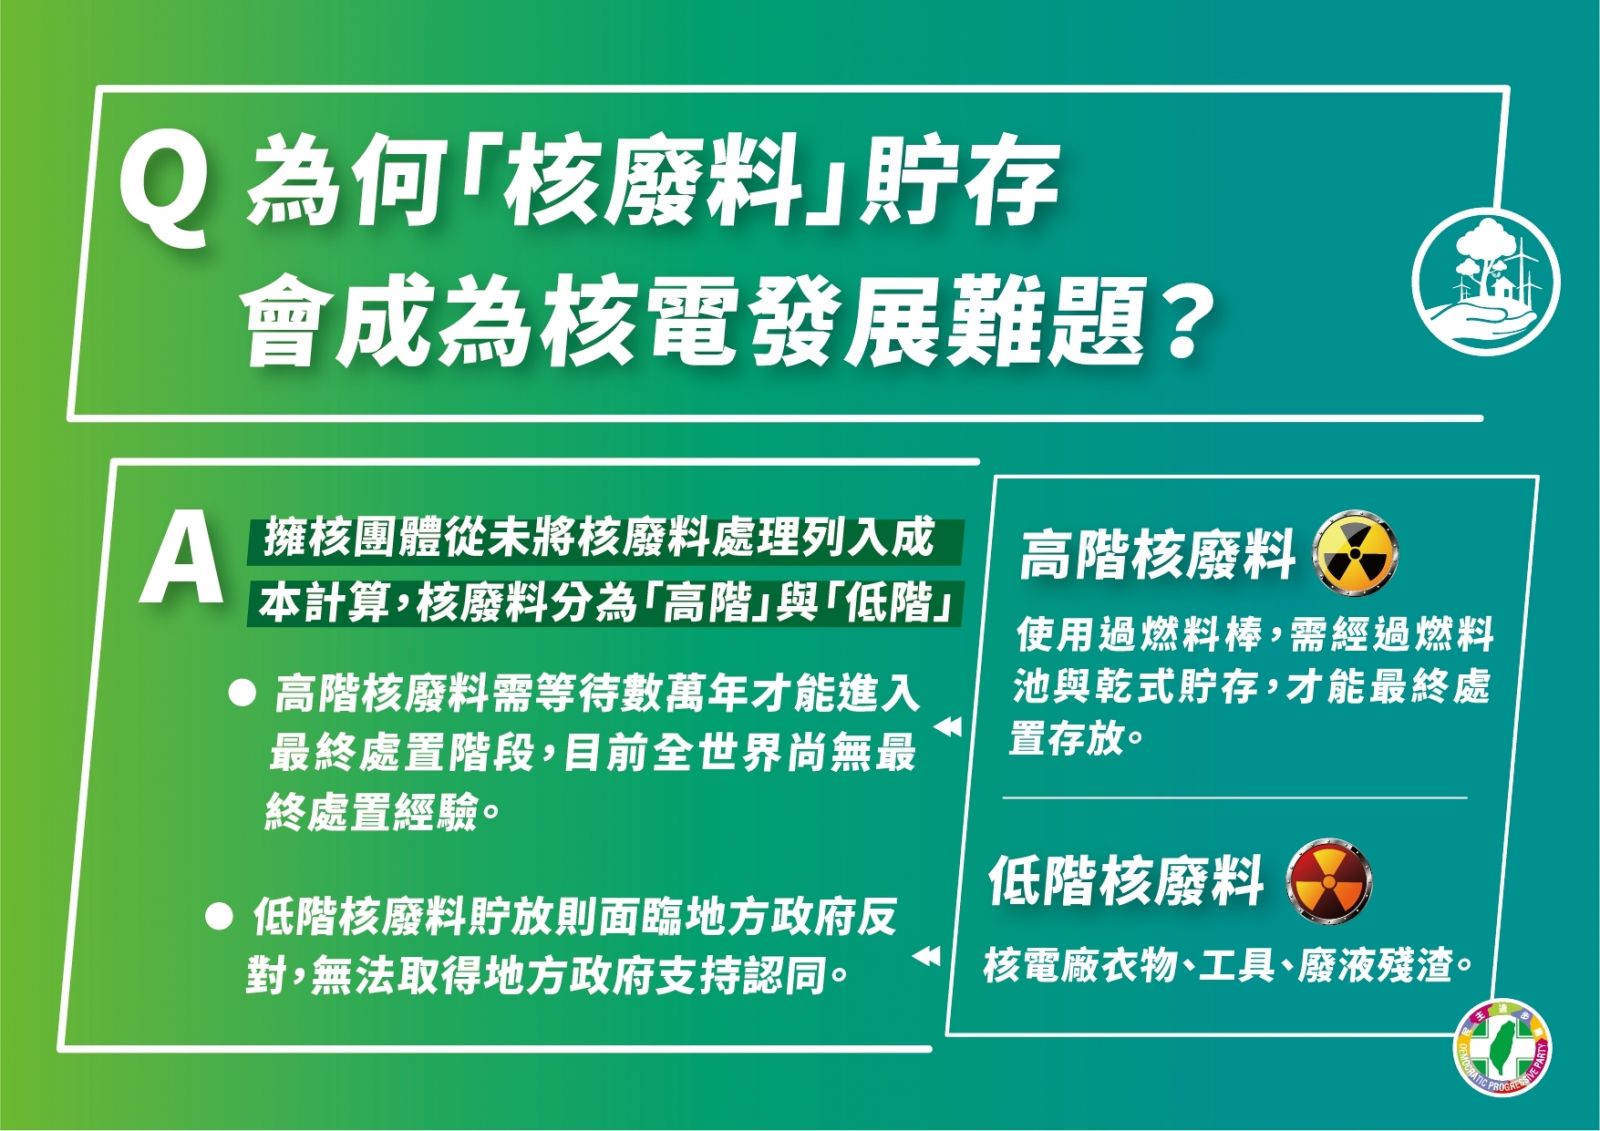 Q 為何「核廢料」貯存
會成為核電發展難題？
A 擁核團體從未將核廢料處理列入成
本計算，核廢料分為「高階」與「低階」
高階核廢料需等待數萬年才能進入
最終處置階段，目前全世界尚無最
終處置經驗。
低階核廢料貯放則面臨地方政府反
對，無法取得地方政府支持認同。
高階核廢料
使用過燃料棒，需經過燃料
池與乾式貯存，才能最終處
置存放。
低階核廢料
核電廠衣物、工具、廢液殘渣。
民主進步黨
DEMOCRATIC PROGRESSIVE PARTY